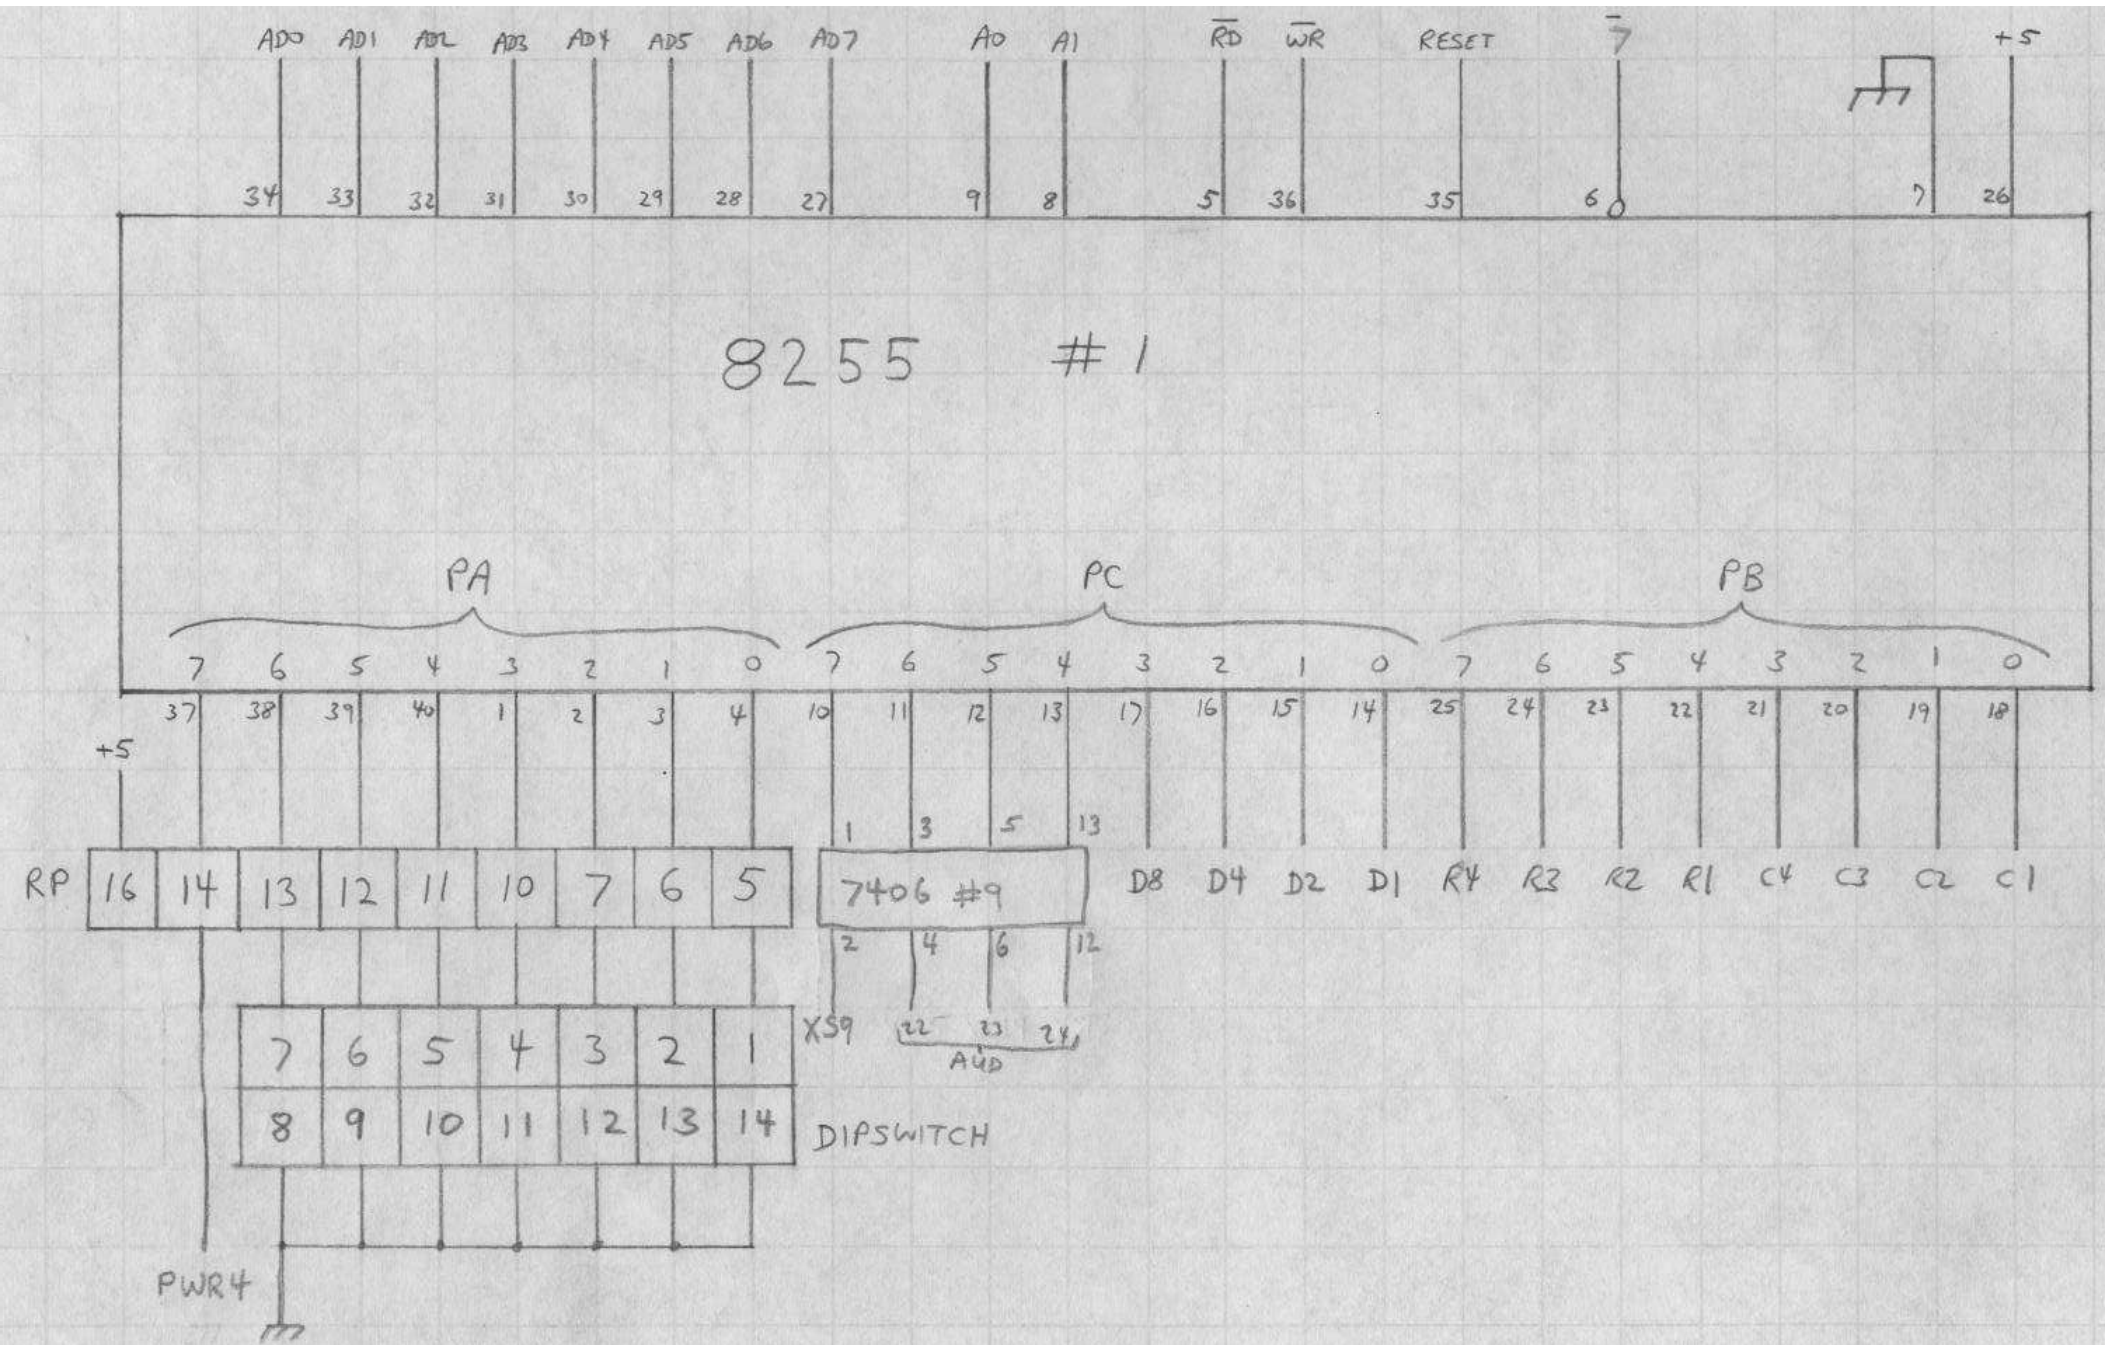 AD0 AD1 AD2 AD3 AD4 AD5 AD6 AD7 A0 A1 R̅D̅ W̅R̅ RESET 7̅ +5
34 33 32 31 30 29 28 27 9 8 5 36 35 6 7 26
8255 #1
PA PC PB
7 6 5 4 3 2 1 0 7 6 5 4 3 2 1 0 7 6 5 4 3 2 1 0
37 38 39 40 1 2 3 4 10 11 12 13 17 16 15 14 25 24 23 22 21 20 19 18
+5
1 3 5 13
RP 16 14 13 12 11 10 7 6 5 7406 #9 D8 D4 D2 D1 R4 R3 R2 R1 C4 C3 C2 C1
2 4 6 12
7 6 5 4 3 2 1 XS9 22 23 24
AUD
8 9 10 11 12 13 14 DIPSWITCH
PWR4